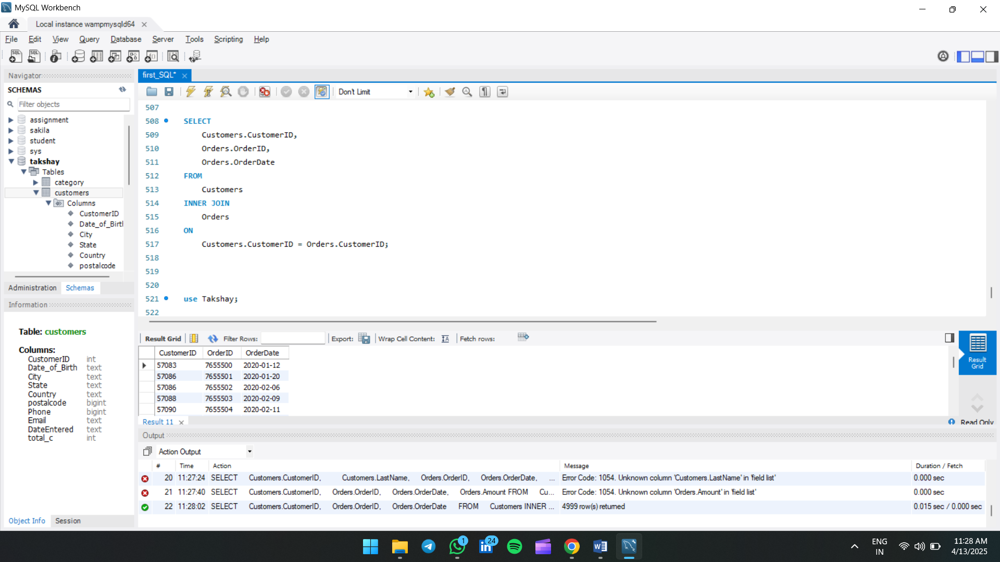 MySQL Workbench
Local instance wampmysqld64
File Edit View Query Database Server Tools Scripting Help
Navigator
first_SQL*
SCHEMAS
Filter objects
Don't Limit
assignment
sakila
student
sys
takshay
Tables
category
customers
Columns
CustomerID
Date_of_Birt
City
State
Country
postalcode
Administration Schemas
Information
Table: customers
Columns:
CustomerID int
Date_of_Birth text
City text
State text
Country text
postalcode bigint
Phone bigint
Email text
DateEntered text
total_c int
Object Info Session
507
508 SELECT
509 Customers.CustomerID,
510 Orders.OrderID,
511 Orders.OrderDate
512 FROM
513 Customers
514 INNER JOIN
515 Orders
516 ON
517 Customers.CustomerID = Orders.CustomerID;
518
519
520
521 use Takshay;
522
Result Grid Filter Rows: Export: Wrap Cell Content: Fetch rows:
CustomerID OrderID OrderDate
57083 7655500 2020-01-12
57086 7655501 2020-01-20
57086 7655502 2020-02-06
57088 7655503 2020-02-09
57090 7655504 2020-02-11
Result
Grid
Result 11
Read Only
Output
Action Output
# Time Action Message Duration / Fetch
20 11:27:24 SELECT Customers.CustomerID, Customers.LastName, Orders.OrderID, Orders.OrderDate, ... Error Code: 1054. Unknown column 'Customers.LastName' in 'field list' 0.000 sec
21 11:27:40 SELECT Customers.CustomerID, Orders.OrderID, Orders.OrderDate, Orders.Amount FROM Cu... Error Code: 1054. Unknown column 'Orders.Amount' in 'field list' 0.000 sec
22 11:28:02 SELECT Customers.CustomerID, Orders.OrderID, Orders.OrderDate FROM Customers INNER ... 4999 row(s) returned 0.015 sec / 0.000 sec
1
24
ENG
IN
11:28 AM
4/13/2025